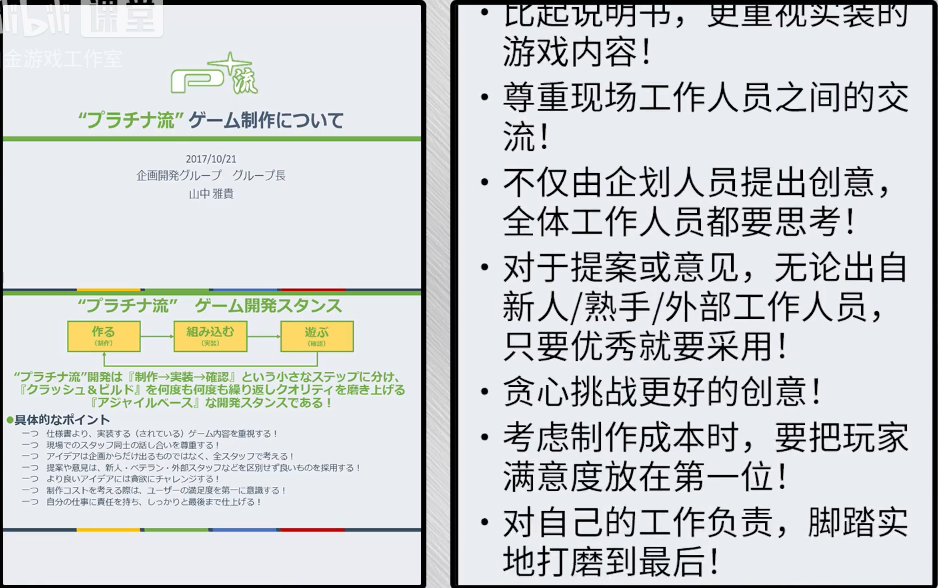 课堂
金游戏工作室
P流
“プラチナ流” ゲーム制作について
2017/10/21
企画開発グループ グループ長
山中 雅貴
“プラチナ流” ゲーム開発スタンス
作る
(制作)
組み込む
(実装)
遊ぶ
(確認)
“プラチナ流”開発は『制作→実装→確認』という小さなステップに分け、
『クラッシュ＆ビルド』を何度も何度も繰り返しクオリティを磨き上げる
『アジャイルベース』な開発スタンスである！
●具体的なポイント
一つ 仕様書より、実装する（されている）ゲーム内容を重視する！
一つ 現場でのスタッフ同士の話し合いを尊重する！
一つ アイデアは企画からだけ出るものではなく、全スタッフで考える！
一つ 提案や意見は、新人・ベテラン・外部スタッフなどを区別せず良いものを採用する！
一つ より良いアイデアには貪欲にチャレンジする！
一つ 制作コストを考える際は、ユーザーの満足度を第一に意識する！
一つ 自分の仕事に責任を持ち、しっかりと最後まで仕上げる！
• 比起说明书，更重视实装的
游戏内容！
• 尊重现场工作人员之间的交
流！
• 不仅由企划人员提出创意，
全体工作人员都要思考！
• 对于提案或意见，无论出自
新人/熟手/外部工作人员，
只要优秀就要采用！
• 贪心挑战更好的创意！
• 考虑制作成本时，要把玩家
满意度放在第一位！
• 对自己的工作负责，脚踏实
地打磨到最后！